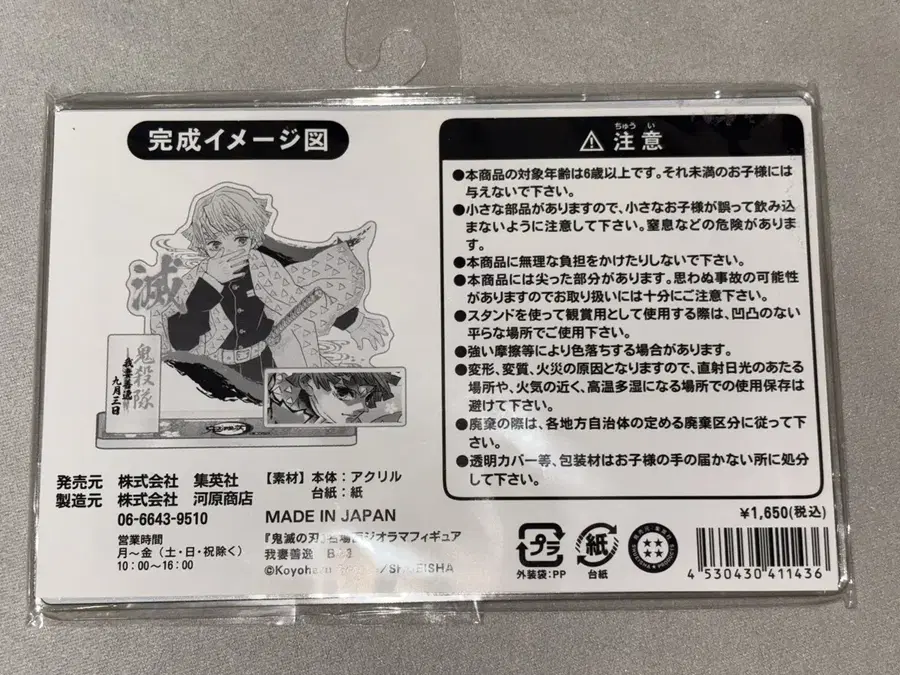 完成イメージ図
滅
鬼殺隊
我妻善逸
九月三日
発売元 株式会社 集英社
製造元 株式会社 河原商店
06-6643-9510
営業時間
月～金（土・日・祝除く）
10：00～16：00
【素材】本体：アクリル
台紙：紙
MADE IN JAPAN
『鬼滅の刃』 ジオラマフィギュア
我妻善逸
©Koyoharu /SHUEISHA
ちゅうい
⚠注意
●本商品の対象年齢は6歳以上です。それ未満のお子様には
与えないで下さい。
●小さな部品がありますので、小さなお子様が誤って飲み込
まないように注意して下さい。窒息などの危険がありま
す。
●本商品に無理な負担をかけたりしないで下さい。
●本商品には尖った部分があります。思わぬ事故の可能性
がありますのでお取り扱いには十分にご注意下さい。
●スタンドを使って観賞用として使用する際は、凹凸のない
平らな場所でご使用下さい。
●強い摩擦等により色落ちする場合があります。
●変形、変質、火災の原因となりますので、直射日光のあたる
場所や、火気の近く、高温多湿になる場所での使用保存は
避けて下さい。
●廃棄の際は、各地方自治体の定める廃棄区分に従って下
さい。
●透明カバー等、包装材はお子様の手の届かない所に処分
して下さい。
¥1,650(税込)
プラ
外装袋：PP
紙
台紙
4 530430 411436